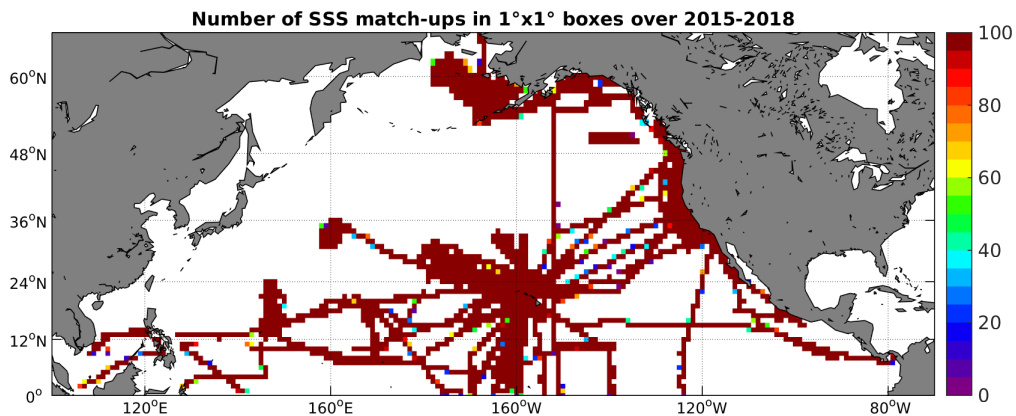 Number of SSS match-ups in 1°x1° boxes over 2015-2018
100
80
60
40
20
0
60°N
48°N
36°N
24°N
12°N
0°
120°E
160°E
160°W
120°W
80°W